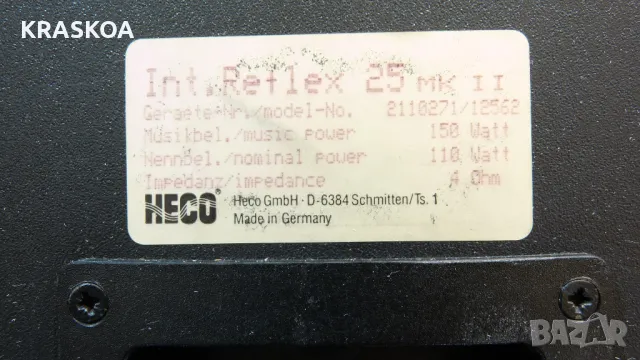 KRASKOA
Int.Reflex 25 MK II
Geraete-Nr./model-No. 2110271/12562
Musikbel./music power 150 Watt
Nennbel./nominal power 110 Watt
Impedanz/impedance 4 Ohm
HECO® Heco GmbH · D-6384 Schmitten/Ts. 1
Made in Germany
BAZAR